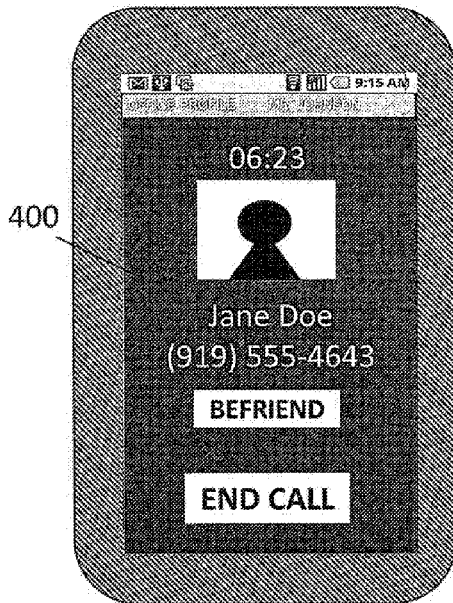 9:15 AM
06:23
400
Jane Doe
(919) 555-4643
BEFRIEND
END CALL